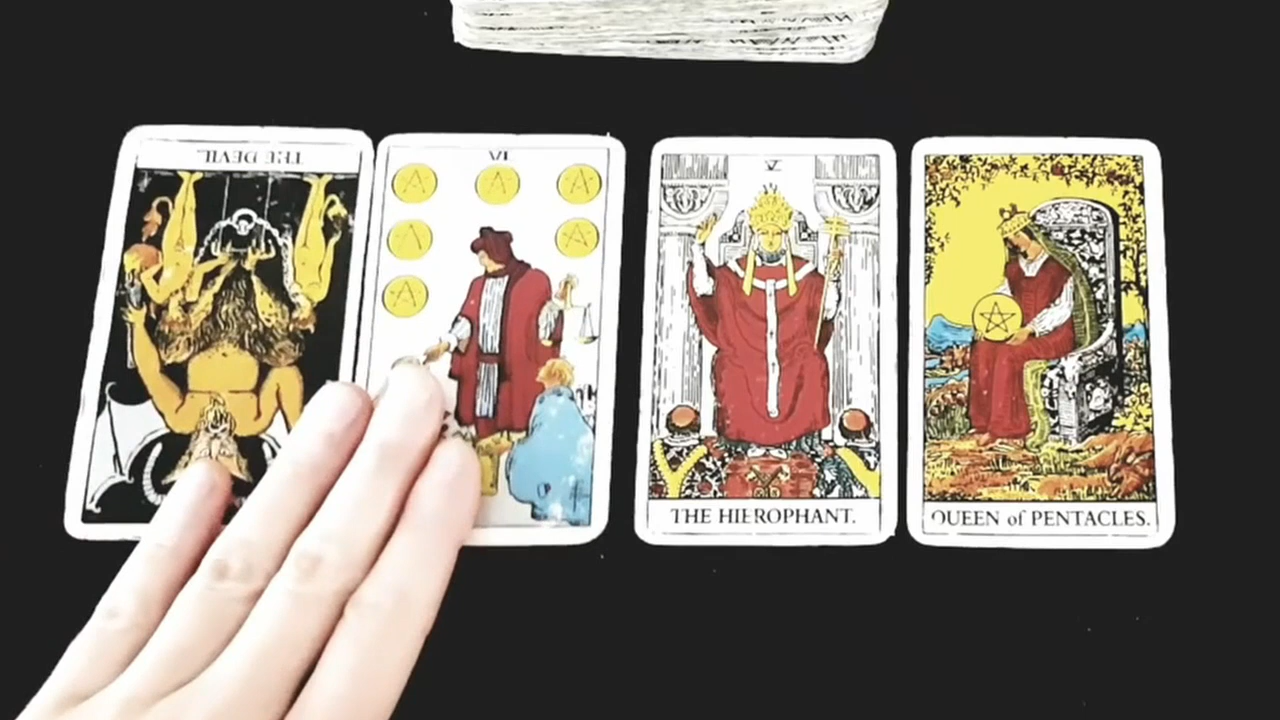 THE DEVIL
VI
V
THE HIEROPHANT.
QUEEN of PENTACLES.